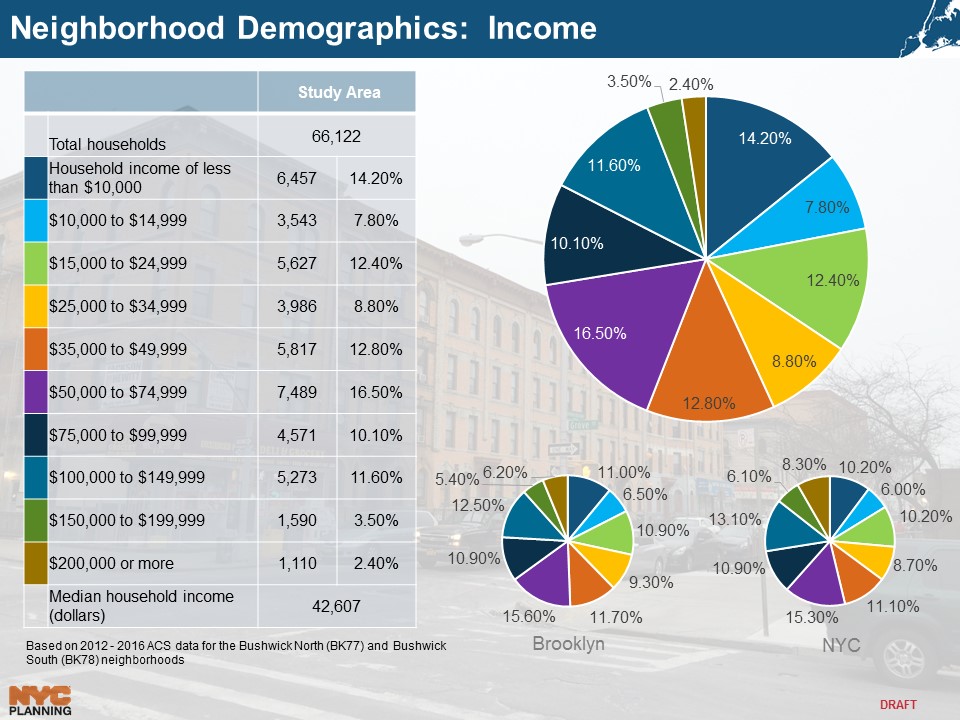 Neighborhood Demographics:  Income
Study Area
Total households 66,122
Household income of less
than $10,000 6,457 14.20%
$10,000 to $14,999 3,543 7.80%
$15,000 to $24,999 5,627 12.40%
$25,000 to $34,999 3,986 8.80%
$35,000 to $49,999 5,817 12.80%
$50,000 to $74,999 7,489 16.50%
$75,000 to $99,999 4,571 10.10%
$100,000 to $149,999 5,273 11.60%
$150,000 to $199,999 1,590 3.50%
$200,000 or more 1,110 2.40%
Median household income
(dollars) 42,607
Based on 2012 - 2016 ACS data for the Bushwick North (BK77) and Bushwick
South (BK78) neighborhoods
3.50% 2.40%
14.20%
11.60%
7.80%
10.10%
12.40%
16.50%
8.80%
12.80%
5.40% 6.20% 11.00%
6.50%
12.50%
10.90%
10.90%
9.30%
15.60% 11.70%
Brooklyn
6.10% 8.30% 10.20%
6.00%
13.10% 10.20%
10.90% 8.70%
11.10%
15.30%
NYC
NYC
PLANNING
DRAFT